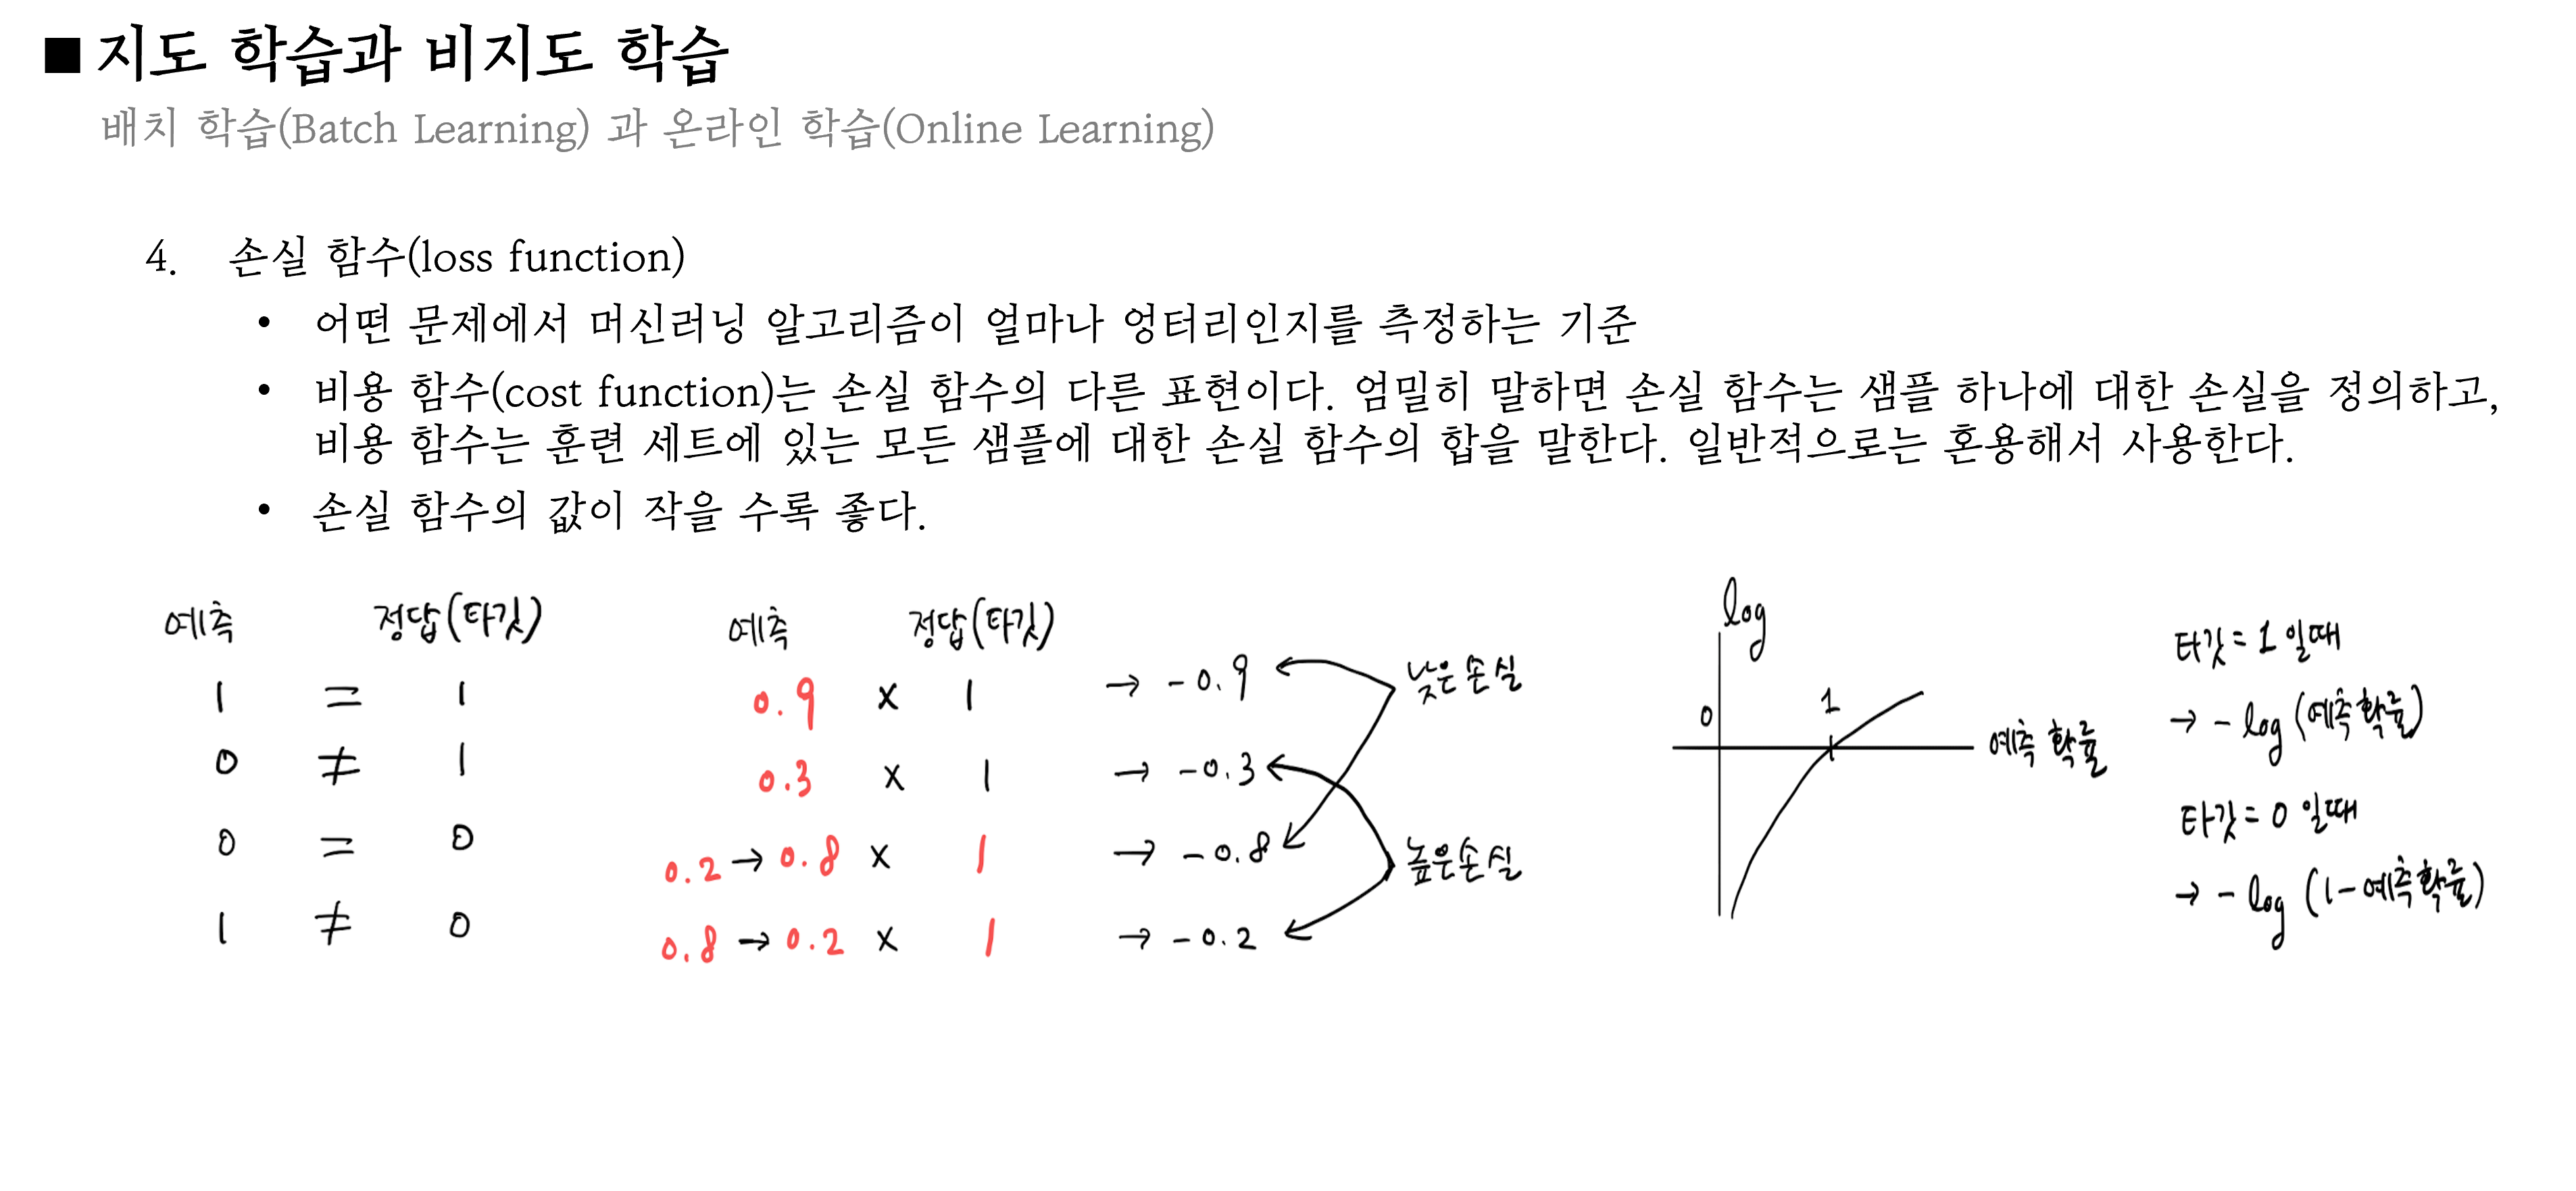 ■ 지도 학습과 비지도 학습
배치 학습(Batch Learning) 과 온라인 학습(Online Learning)
4. 손실 함수(loss function)
• 어떤 문제에서 머신러닝 알고리즘이 얼마나 엉터리인지를 측정하는 기준
• 비용 함수(cost function)는 손실 함수의 다른 표현이다. 엄밀히 말하면 손실 함수는 샘플 하나에 대한 손실을 정의하고,
비용 함수는 훈련 세트에 있는 모든 샘플에 대한 손실 함수의 합을 말한다. 일반적으로는 혼용해서 사용한다.
• 손실 함수의 값이 작을 수록 좋다.
예측 정답(타깃)
1 = 1
0 ≠ 1
0 = 0
1 ≠ 0
예측 정답(타깃)
0.9 x 1 → -0.9
0.3 x 1 → -0.3
0.2 → 0.8 x 1 → -0.8
0.8 → 0.2 x 1 → -0.2
낮은손실
높은손실
log
0
1
예측 확률
타깃 = 1 일때
→ -log(예측확률)
타깃 = 0 일때
→ -log(1-예측확률)